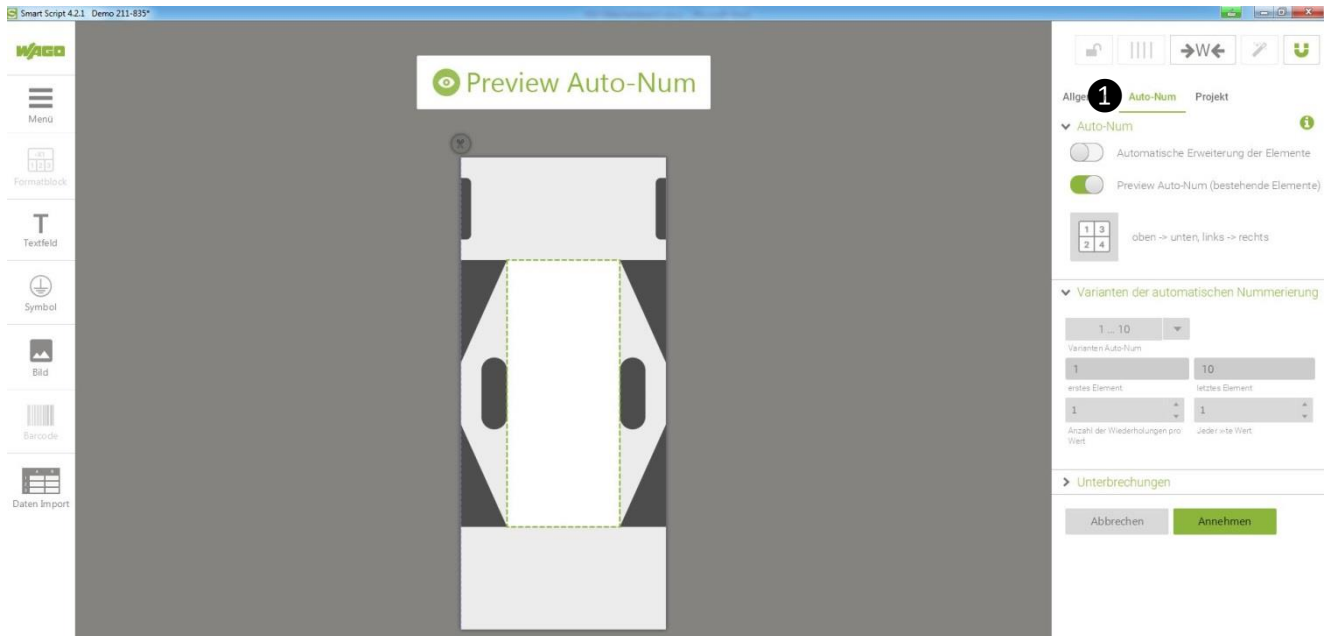 Smart Script 4.2.1 Demo 211-835*
WAGO
Menü
Formatblock
T
Textfeld
Symbol
Bild
Barcode
Daten Import
Preview Auto-Num
→W←
Allge 1 Auto-Num Projekt
Auto-Num
Automatische Erweiterung der Elemente
Preview Auto-Num (bestehende Elemente)
1 3
2 4
oben -> unten, links -> rechts
Varianten der automatischen Nummerierung
1 ... 10
Varianten Auto-Num
1 10
erstes Element letztes Element
1 1
Anzahl der Wiederholungen pro Jeder x-te Wert
Wert
Unterbrechungen
Abbrechen Annehmen